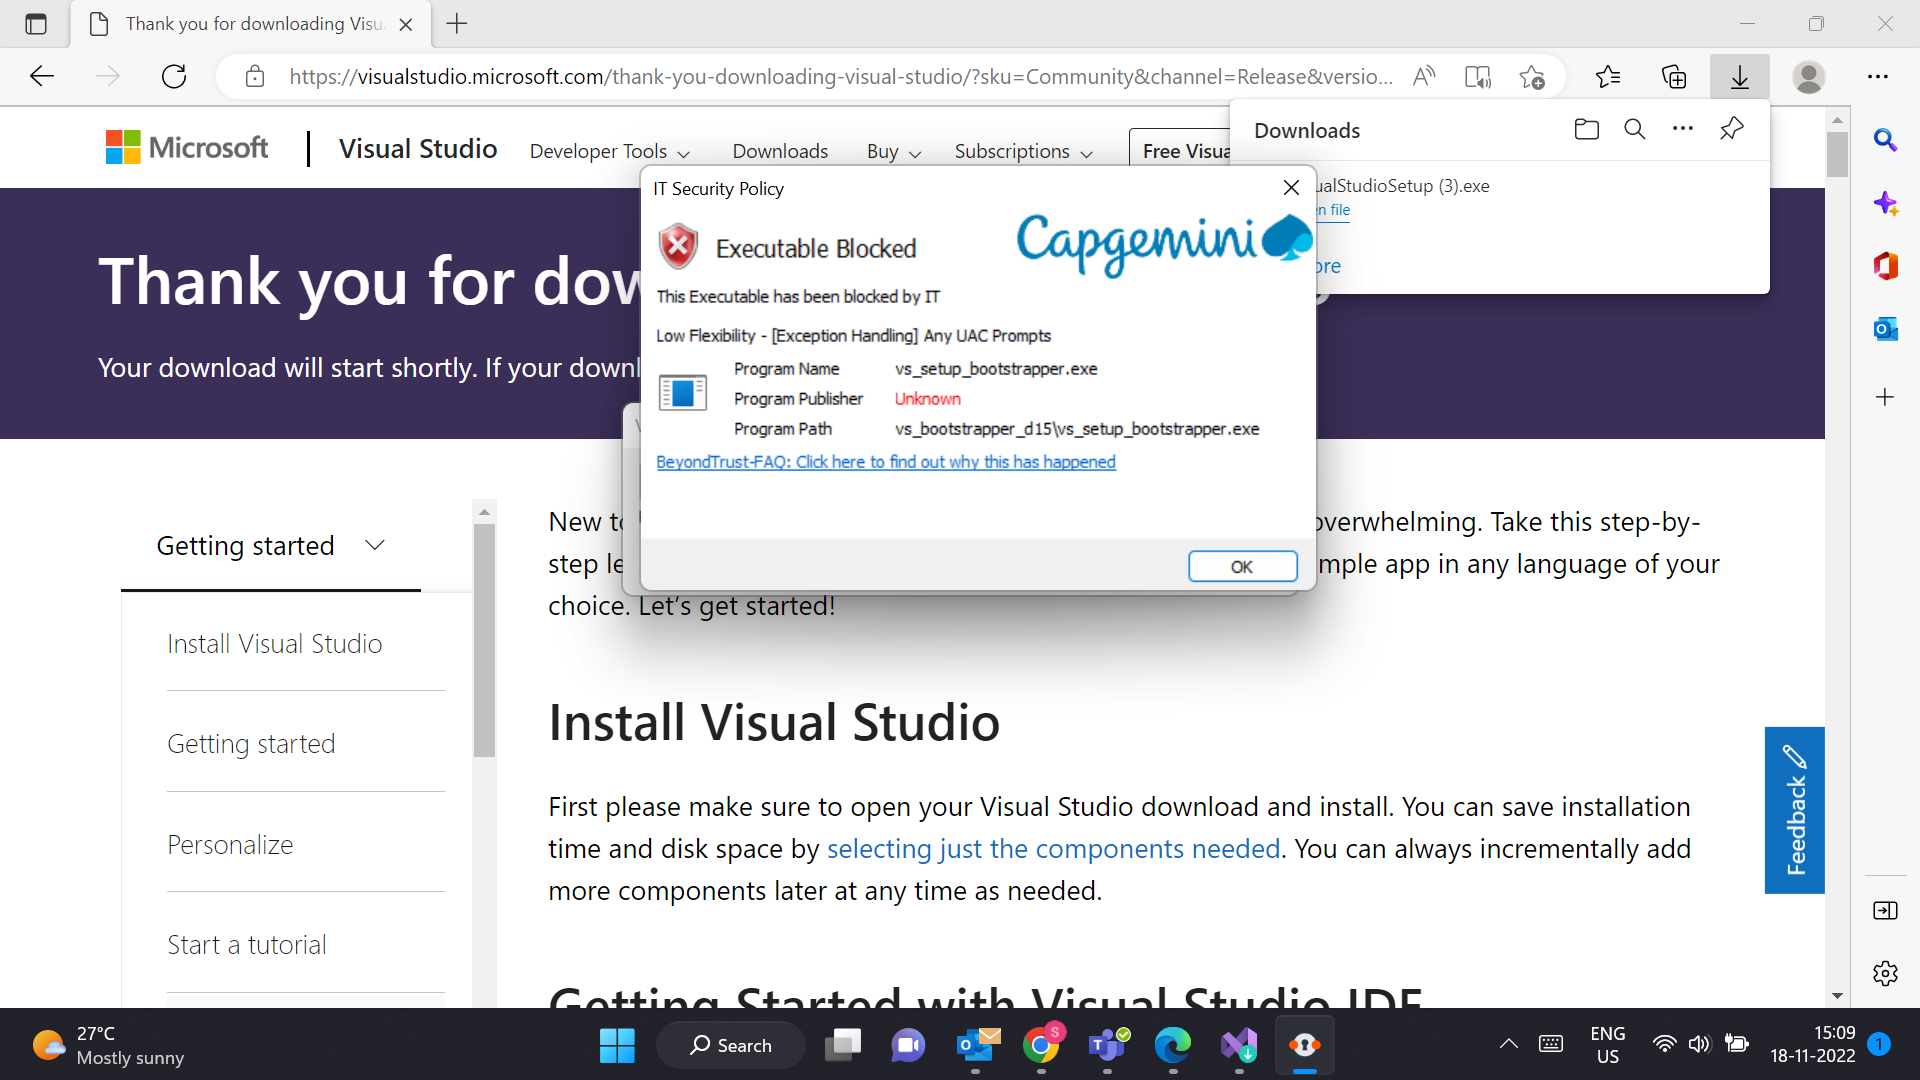 Thank you for downloading Visu
https://visualstudio.microsoft.com/thank-you-downloading-visual-studio/?sku=Community&channel=Release&versio...
Microsoft
Visual Studio
Developer Tools
Downloads
Buy
Subscriptions
Free Visua
Downloads
ualStudioSetup (3).exe
en file
ore
Thank you for dow
Your download will start shortly. If your downl
IT Security Policy
Executable Blocked
Capgemini
This Executable has been blocked by IT
Low Flexibility - [Exception Handling] Any UAC Prompts
Program Name vs_setup_bootstrapper.exe
Program Publisher Unknown
Program Path vs_bootstrapper_d15\vs_setup_bootstrapper.exe
BeyondTrust-FAQ: Click here to find out why this has happened
OK
Getting started
Install Visual Studio
Getting started
Personalize
Start a tutorial
New to overwhelming. Take this step-by-
step le mple app in any language of your
choice. Let's get started!
Install Visual Studio
First please make sure to open your Visual Studio download and install. You can save installation
time and disk space by selecting just the components needed. You can always incrementally add
more components later at any time as needed.
Getting Started with Visual Studio IDE
Feedback
27°C
Mostly sunny
Search
S
ENG
US
15:09
18-11-2022
1